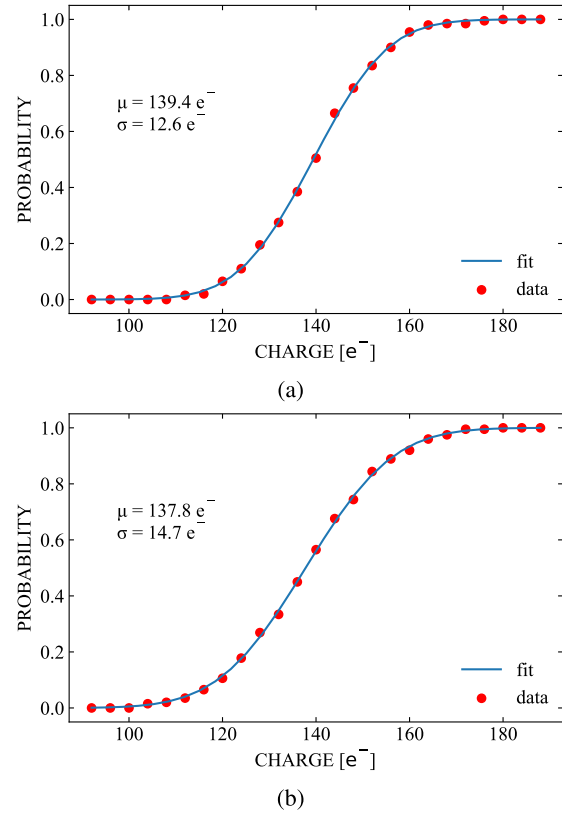 1.0
0.8
0.6
0.4
0.2
0.0
PROBABILITY
μ = 139.4 e⁻
σ = 12.6 e⁻
fit
data
100 120 140 160 180
CHARGE [e⁻]
(a)
1.0
0.8
0.6
0.4
0.2
0.0
PROBABILITY
μ = 137.8 e⁻
σ = 14.7 e⁻
fit
data
100 120 140 160 180
CHARGE [e⁻]
(b)